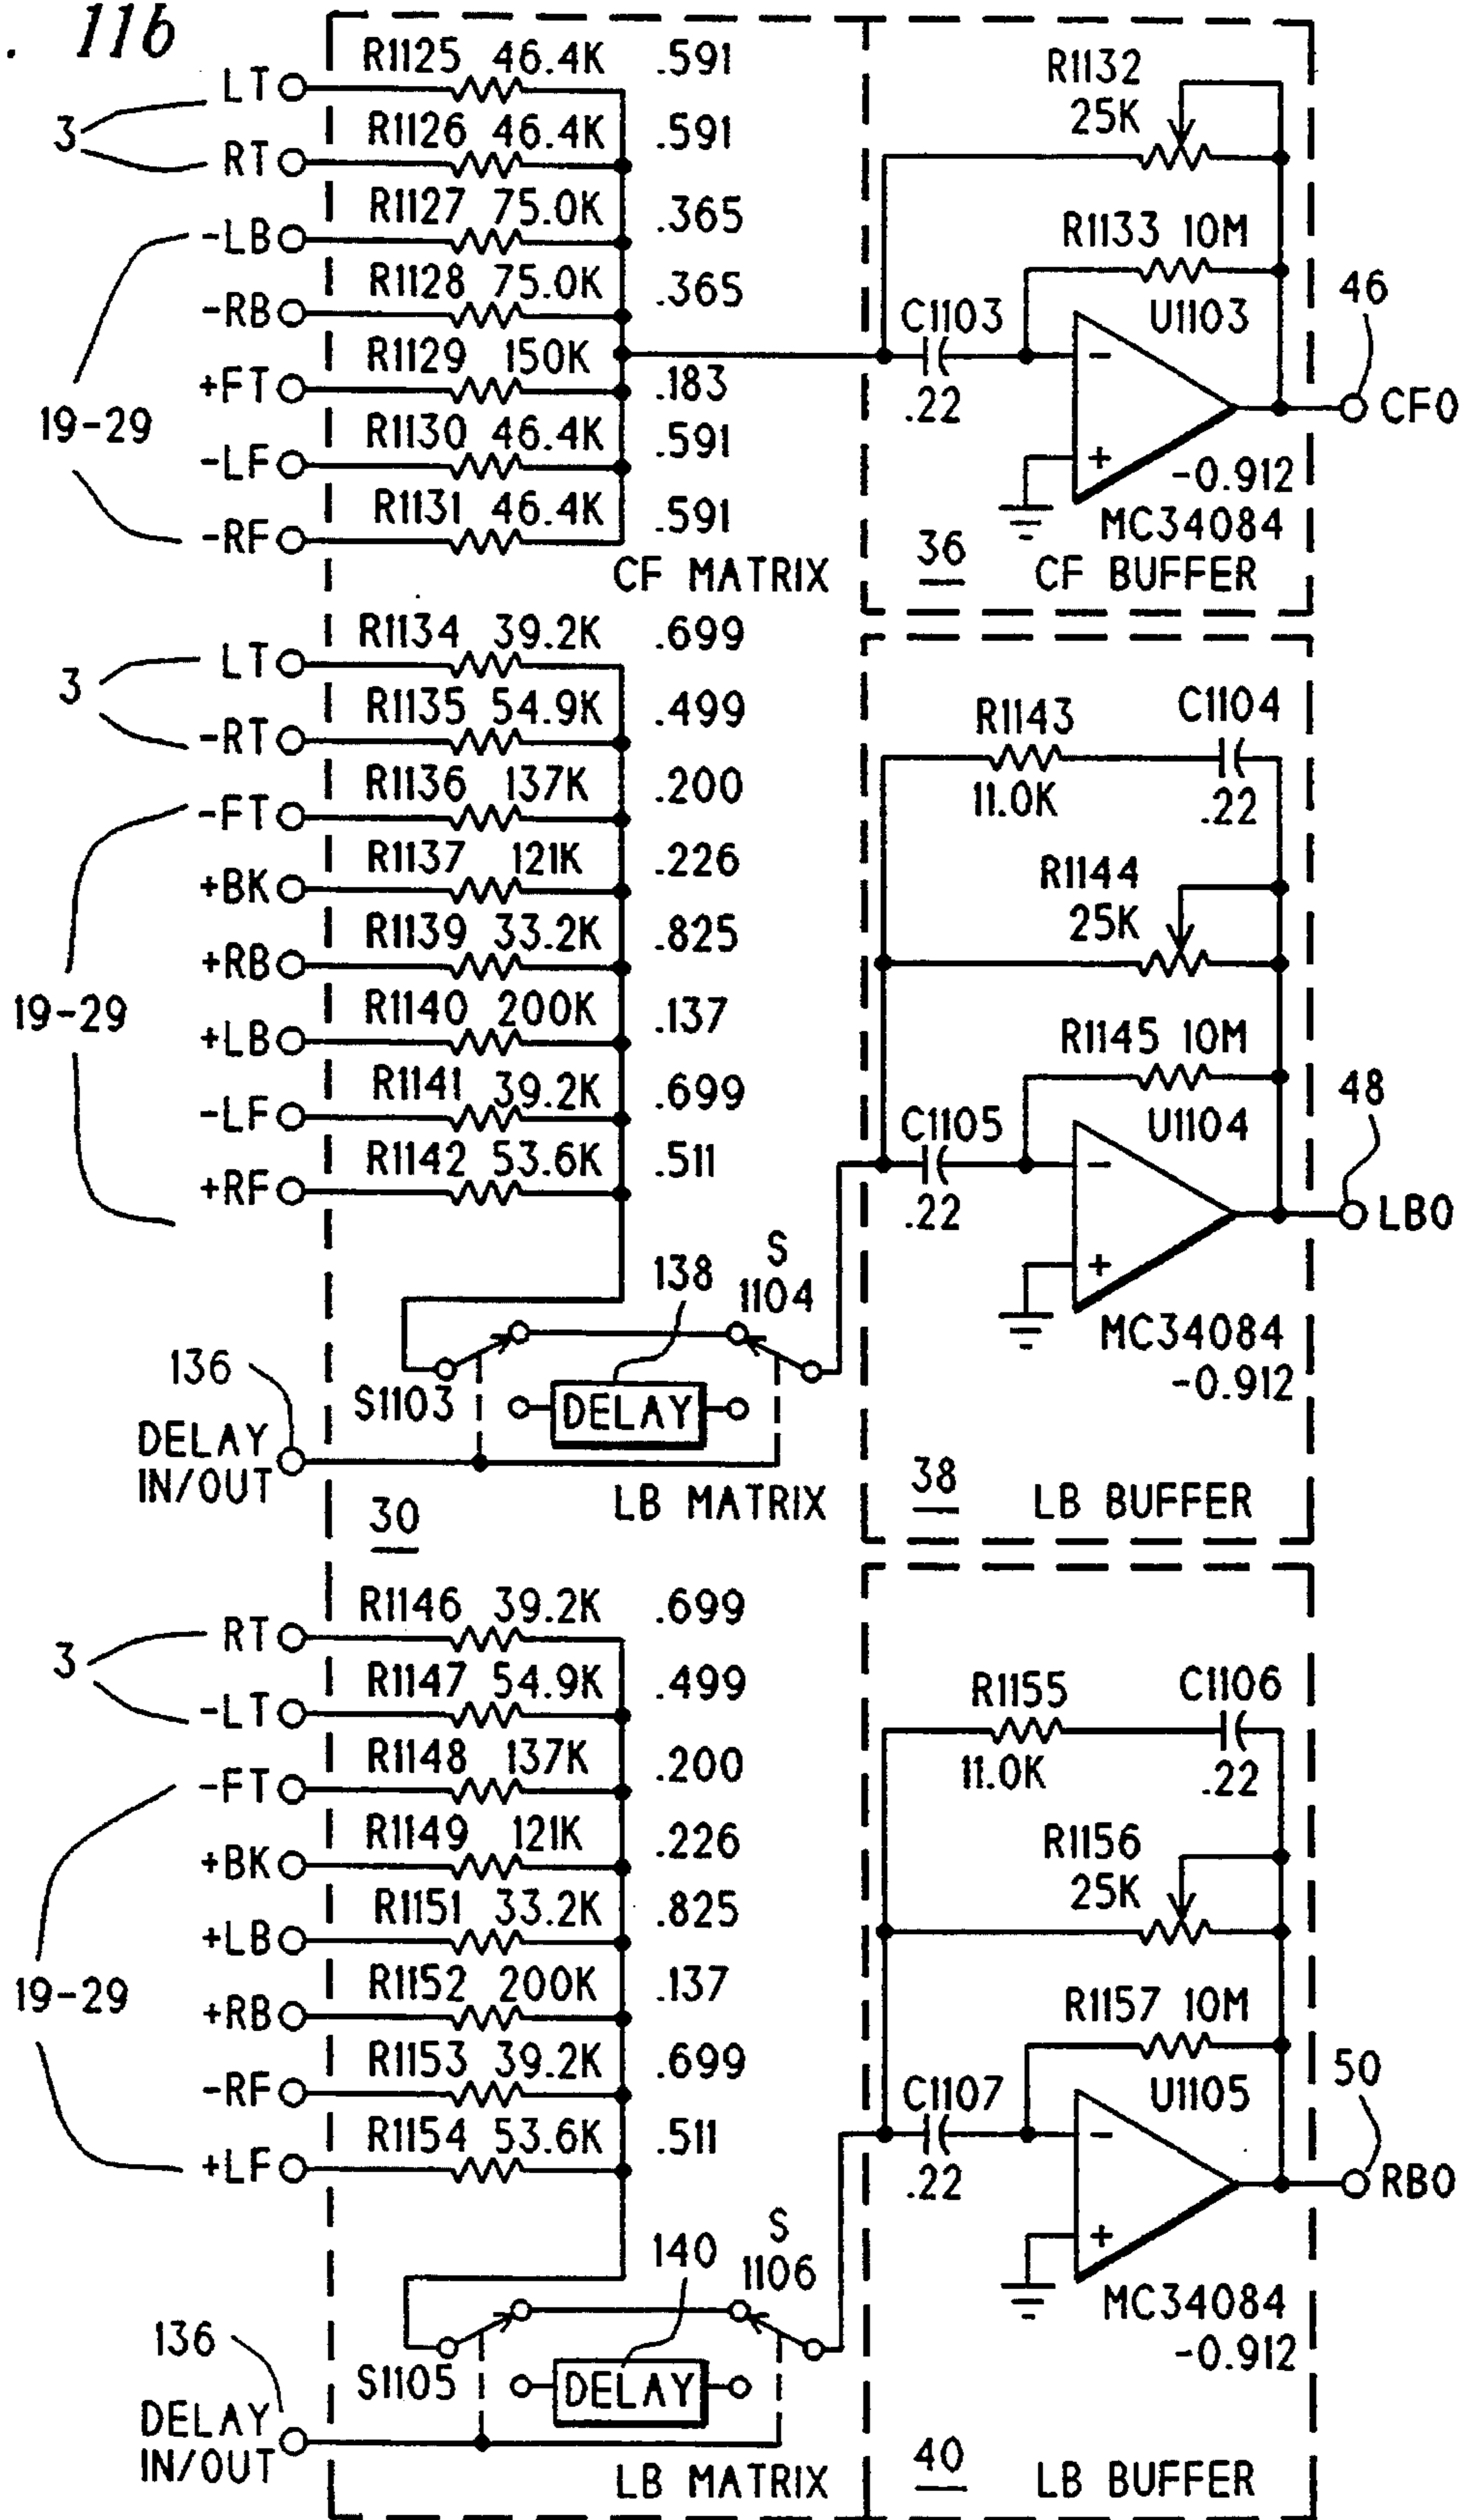 . 11b
LT R1125 46.4K .591
3
RT R1126 46.4K .591
-LB R1127 75.0K .365
-RB R1128 75.0K .365
+FT R1129 150K .183
19-29
-LF R1130 46.4K .591
-RF R1131 46.4K .591
CF MATRIX
R1132
25K
R1133 10M
C1103
.22
U1103
46
CFO
-0.912
MC34084
36 CF BUFFER
LT R1134 39.2K .699
3
-RT R1135 54.9K .499
-FT R1136 137K .200
+BK R1137 121K .226
+RB R1139 33.2K .825
19-29
+LB R1140 200K .137
-LF R1141 39.2K .699
+RF R1142 53.6K .511
138
S
1104
136
S1103
DELAY
DELAY
IN/OUT
LB MATRIX
30
R1143
11.0K
C1104
.22
R1144
25K
R1145 10M
C1105
.22
U1104
48
LBO
MC34084
-0.912
38 LB BUFFER
RT R1146 39.2K .699
3
-LT R1147 54.9K .499
-FT R1148 137K .200
+BK R1149 121K .226
+LB R1151 33.2K .825
19-29
+RB R1152 200K .137
-RF R1153 39.2K .699
+LF R1154 53.6K .511
140
S
1106
136
S1105
DELAY
DELAY
IN/OUT
LB MATRIX
R1155
11.0K
C1106
.22
R1156
25K
R1157 10M
C1107
.22
U1105
50
RBO
MC34084
-0.912
40 LB BUFFER